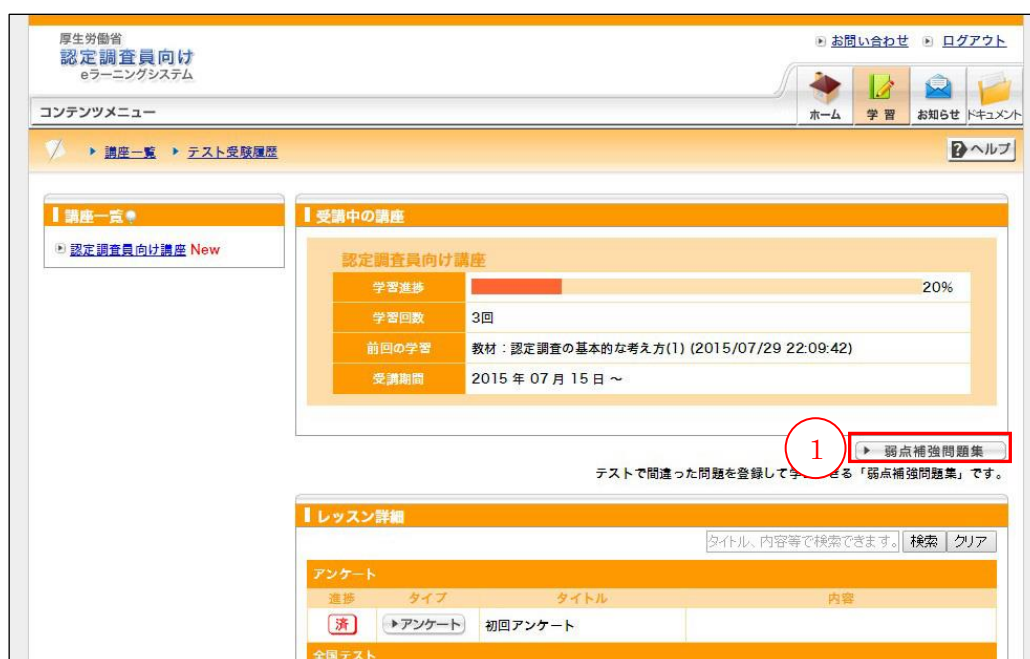 厚生労働省
認定調査員向け
eラーニングシステム
お問い合わせ ログアウト
コンテンツメニュー
ホーム 学習 お知らせ ドキュメント
講座一覧 テスト受験履歴
? ヘルプ
講座一覧
認定調査員向け講座 New
受講中の講座
認定調査員向け講座
学習進捗 20%
学習回数 3回
前回の学習 教材：認定調査の基本的な考え方(1) (2015/07/29 22:09:42)
受講期間 2015 年 07 月 15 日 ～
1 弱点補強問題集
テストで間違った問題を登録して学 きる「弱点補強問題集」です。
レッスン詳細
タイトル、内容等で検索できます。 検索 クリア
アンケート
進捗 タイプ タイトル 内容
済 アンケート 初回アンケート
全国テスト